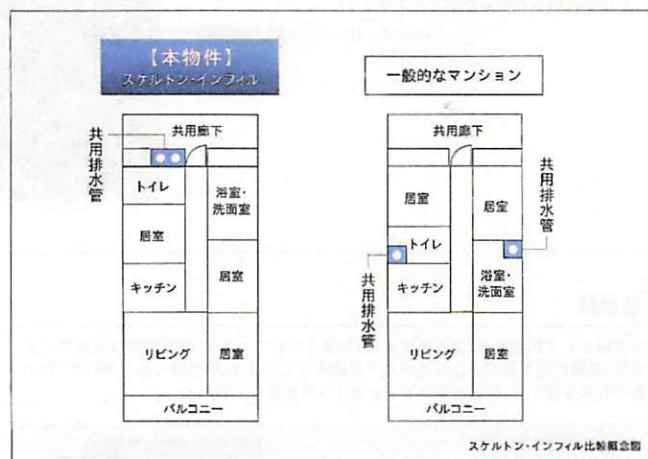 【本物件】
スケルトン・インフィル
共用廊下
共用排水管
トイレ
浴室・
洗面室
居室
キッチン
居室
リビング
居室
バルコニー
一般的なマンション
共用廊下
共用排水管
居室
居室
トイレ
共用排水管
キッチン
浴室・
洗面室
リビング
居室
バルコニー
スケルトン・インフィル比較概念図